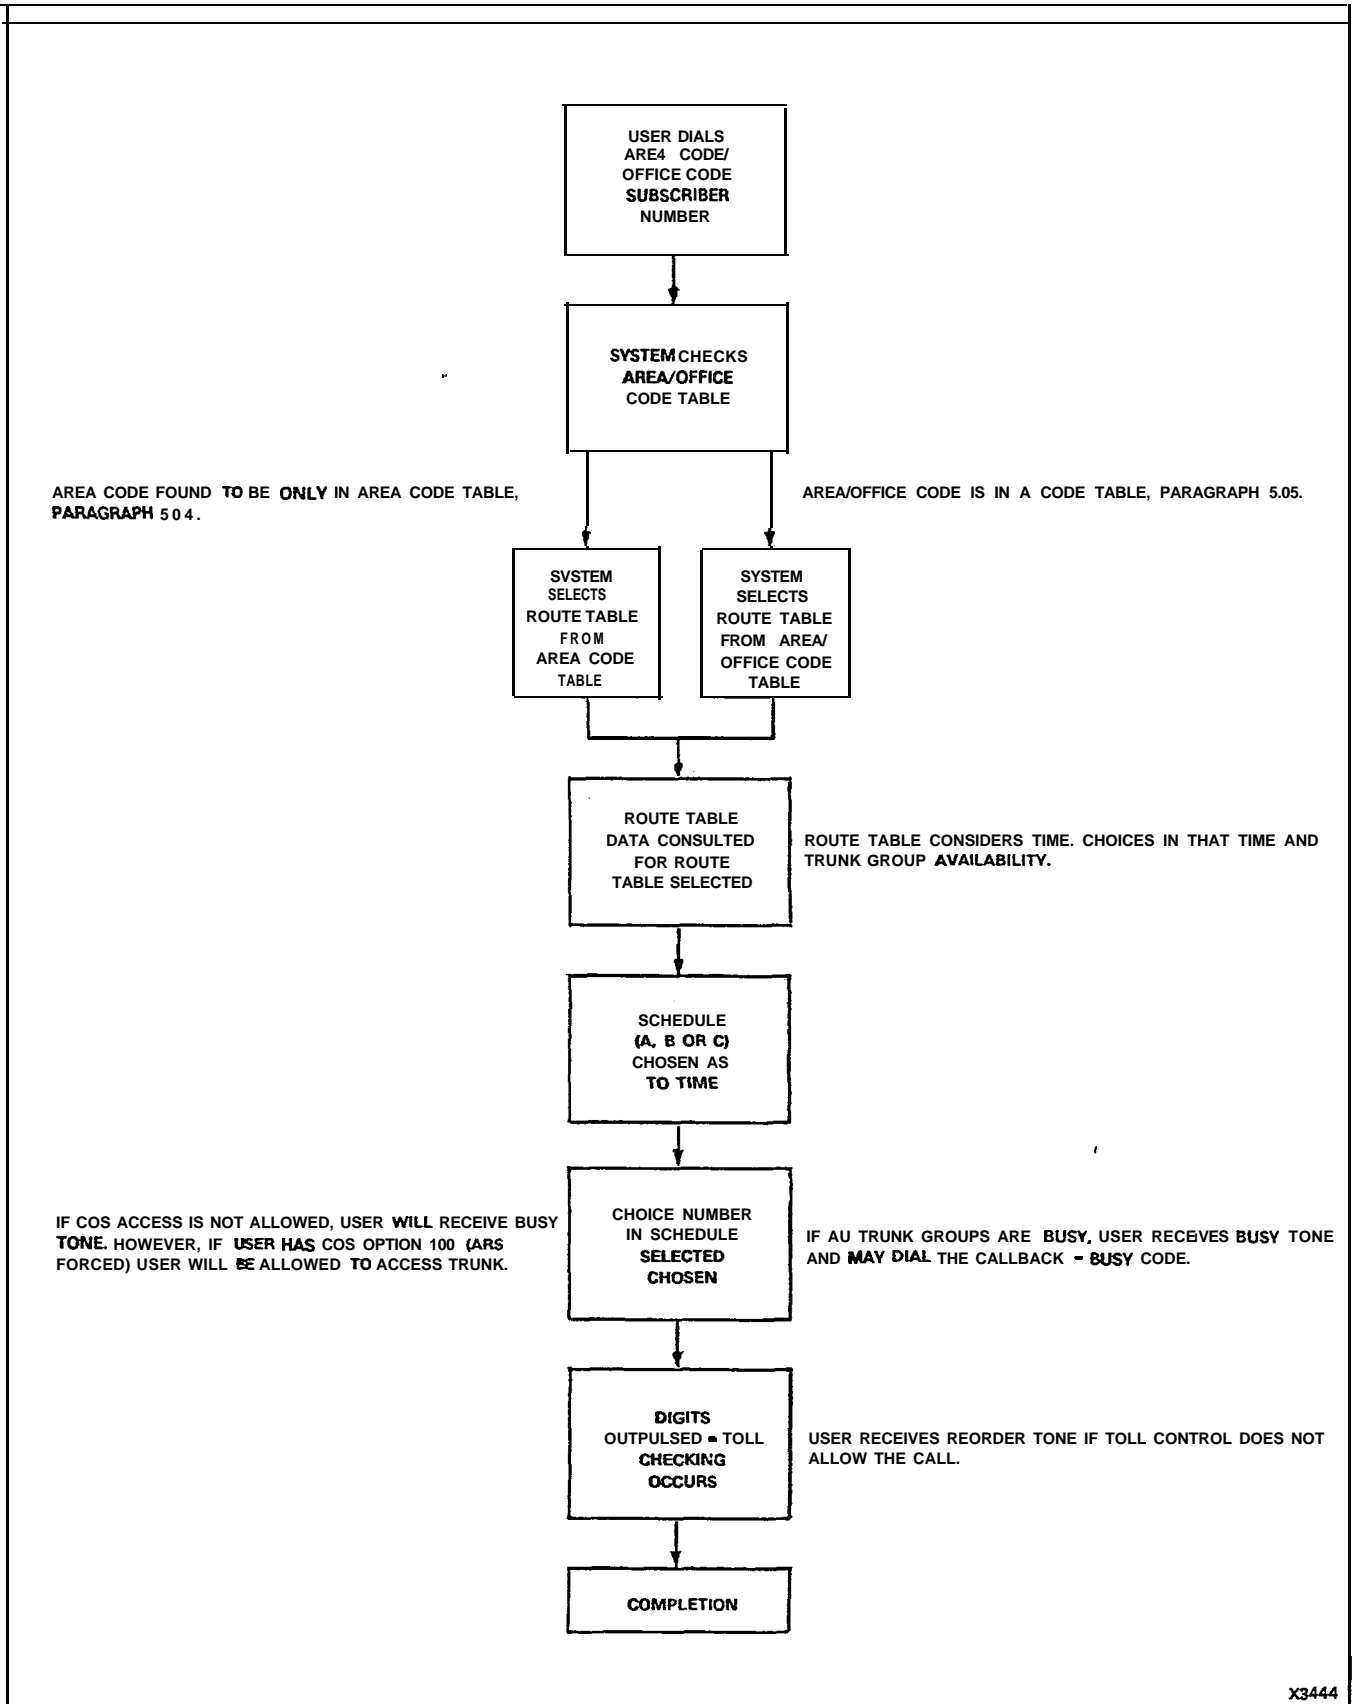 USER DIALS
ARE4 CODE/
OFFICE CODE
SUBSCRIBER
NUMBER
SYSTEM CHECKS
AREA/OFFICE
CODE TABLE
AREA CODE FOUND TO BE ONLY IN AREA CODE TABLE,
PARAGRAPH 504.
AREA/OFFICE CODE IS IN A CODE TABLE, PARAGRAPH 5.05.
SVSTEM
SELECTS
ROUTE TABLE
FROM
AREA CODE
TABLE
SYSTEM
SELECTS
ROUTE TABLE
FROM AREA/
OFFICE CODE
TABLE
ROUTE TABLE
DATA CONSULTED
FOR ROUTE
TABLE SELECTED
ROUTE TABLE CONSIDERS TIME. CHOICES IN THAT TIME AND
TRUNK GROUP AVAILABILITY.
SCHEDULE
(A, B OR C)
CHOSEN AS
TO TIME
IF COS ACCESS IS NOT ALLOWED, USER WILL RECEIVE BUSY
TONE. HOWEVER, IF USER HAS COS OPTION 100 (ARS
FORCED) USER WILL BE ALLOWED TO ACCESS TRUNK.
CHOICE NUMBER
IN SCHEDULE
SELECTED
CHOSEN
IF AU TRUNK GROUPS ARE BUSY, USER RECEIVES BUSY TONE
AND MAY DIAL THE CALLBACK - BUSY CODE.
DIGITS
OUTPULSED - TOLL
CHECKING
OCCURS
USER RECEIVES REORDER TONE IF TOLL CONTROL DOES NOT
ALLOW THE CALL.
COMPLETION
X3444